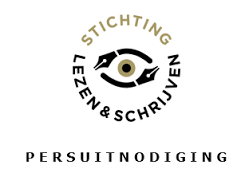 STICHTING
LEZEN & SCHRIJVEN
PERSUITNODIGING